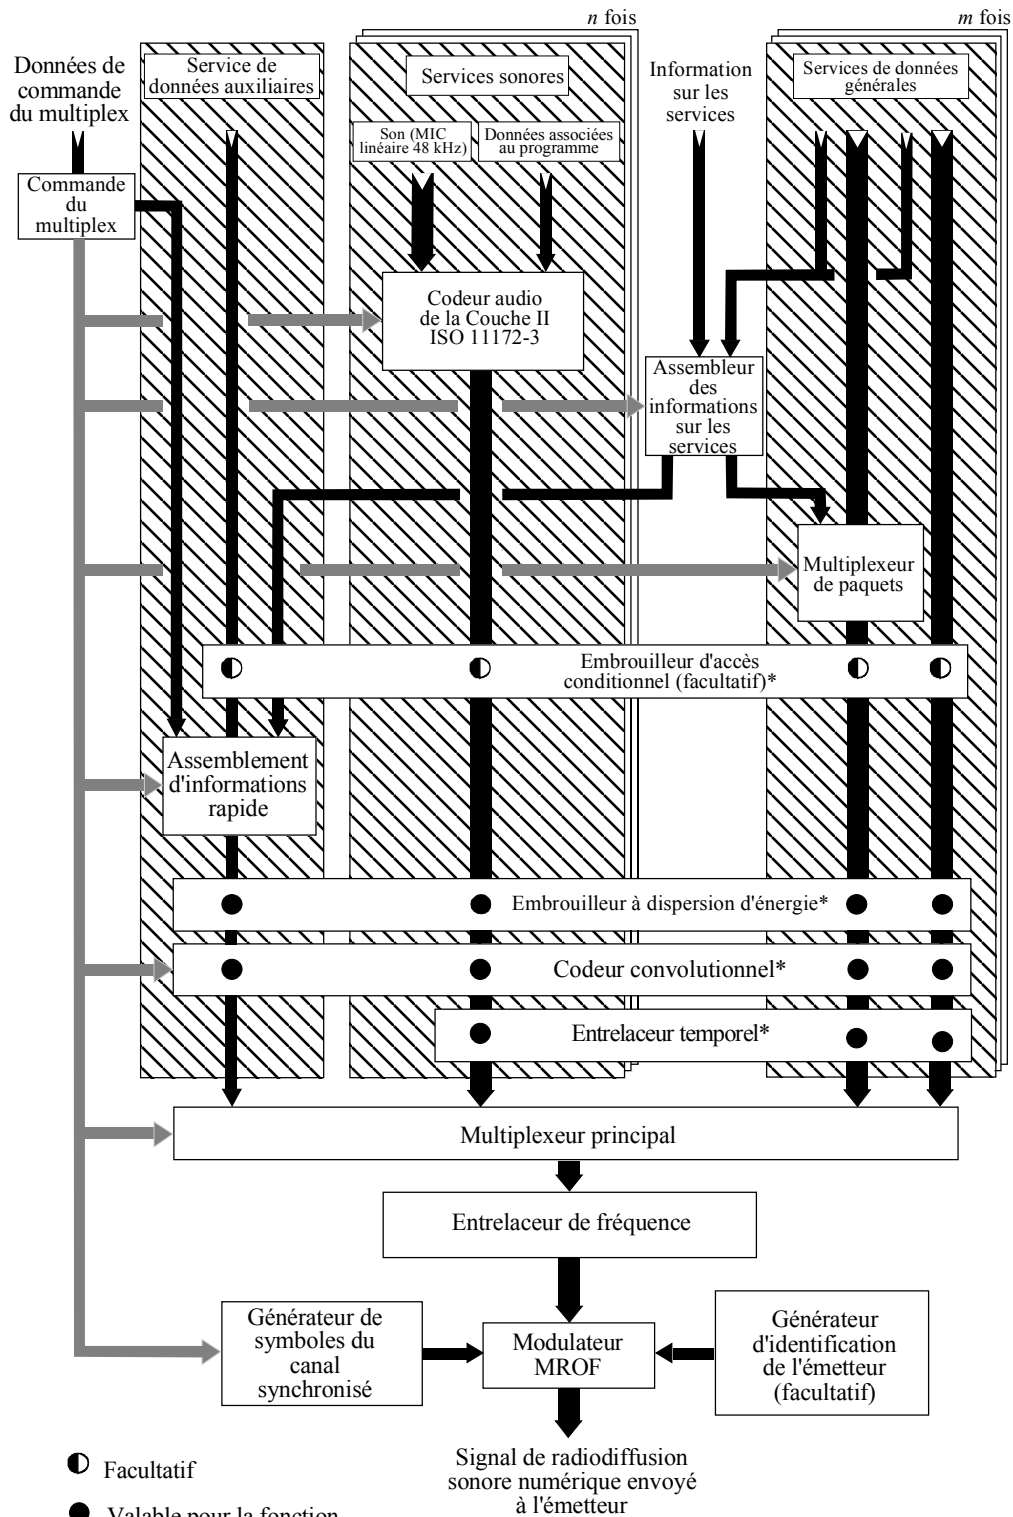 n fois
m fois
Données de
commande
du multiplex
Service de
données auxiliaires
Services sonores
Information
sur les
services
Services de données
générales
Son (MIC
linéaire 48 kHz)
Données associées
au programme
Commande
du
multiplex
Codeur audio
de la Couche II
ISO 11172-3
Assembleur
des
informations
sur les
services
Multiplexeur
de paquets
Embrouilleur d'accès
conditionnel (facultatif)*
Assemblement
d'informations
rapide
Embrouilleur à dispersion d'énergie*
Codeur convolutionnel*
Entrelaceur temporel*
Multiplexeur principal
Entrelaceur de fréquence
Générateur de
symboles du
canal
synchronisé
Modulateur
MROF
Générateur
d'identification
de l'émetteur
(facultatif)
Signal de radiodiffusion
sonore numérique envoyé
à l'émetteur
Facultatif
Valable pour la fonction